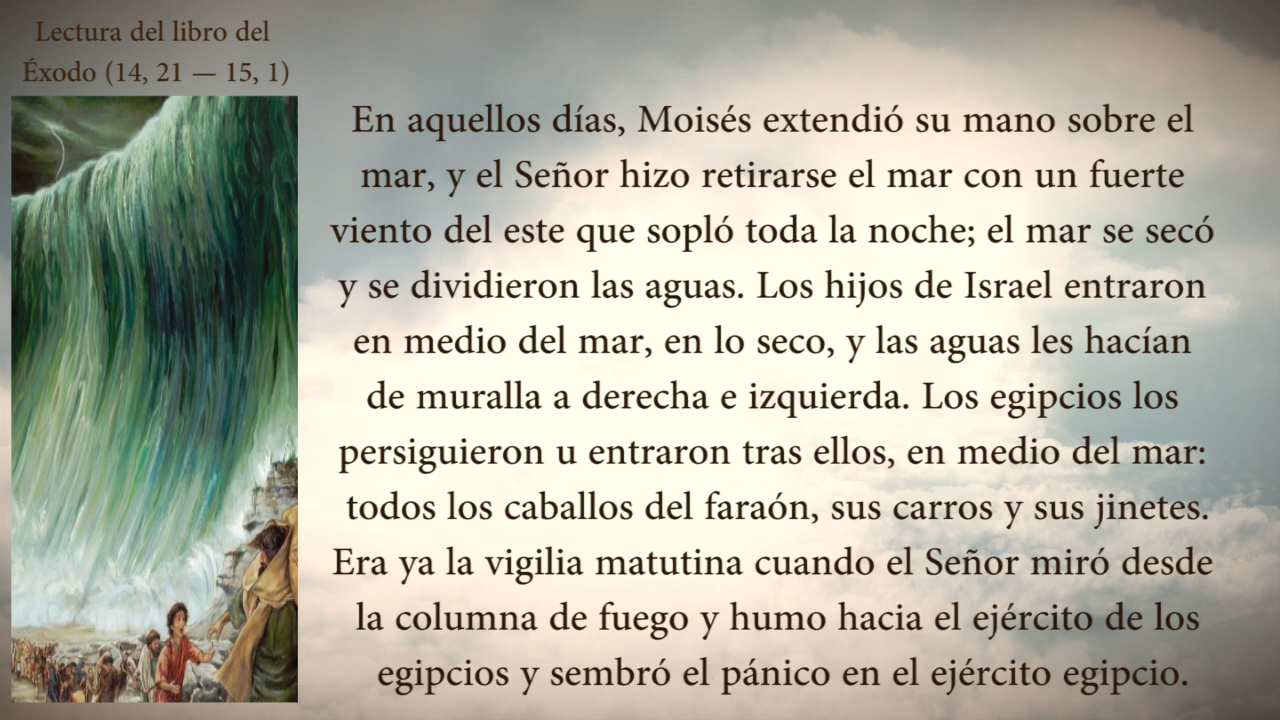 Lectura del libro del
Éxodo (14, 21 — 15, 1)
En aquellos días, Moisés extendió su mano sobre el
mar, y el Señor hizo retirarse el mar con un fuerte
viento del este que sopló toda la noche; el mar se secó
y se dividieron las aguas. Los hijos de Israel entraron
en medio del mar, en lo seco, y las aguas les hacían
de muralla a derecha e izquierda. Los egipcios los
persiguieron u entraron tras ellos, en medio del mar:
todos los caballos del faraón, sus carros y sus jinetes.
Era ya la vigilia matutina cuando el Señor miró desde
la columna de fuego y humo hacia el ejército de los
egipcios y sembró el pánico en el ejército egipcio.